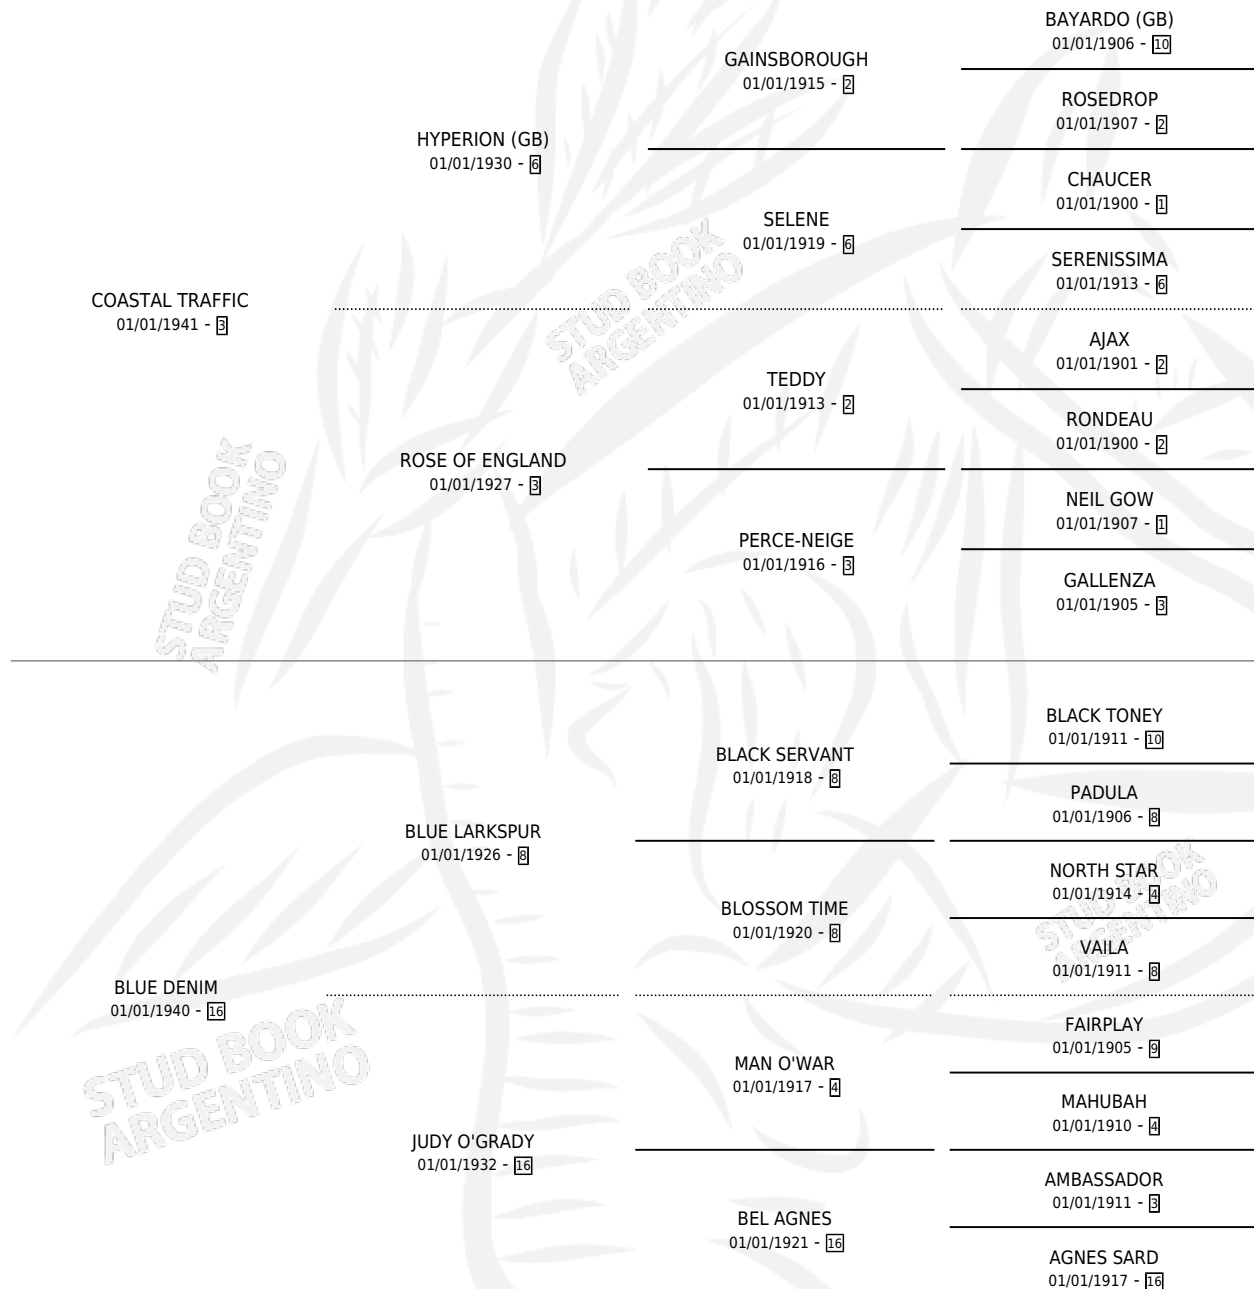 COASTAL TRAFFIC
01/01/1941 - 3
HYPERION (GB)
01/01/1930 - 6
ROSE OF ENGLAND
01/01/1927 - 3
GAINSBOROUGH
01/01/1915 - 2
SELENE
01/01/1919 - 6
TEDDY
01/01/1913 - 2
PERCE-NEIGE
01/01/1916 - 3
BAYARDO (GB)
01/01/1906 - 10
ROSEDROP
01/01/1907 - 2
CHAUCER
01/01/1900 - 1
SERENISSIMA
01/01/1913 - 6
AJAX
01/01/1901 - 2
RONDEAU
01/01/1900 - 2
NEIL GOW
01/01/1907 - 1
GALLENZA
01/01/1905 - 3
BLUE DENIM
01/01/1940 - 16
BLUE LARKSPUR
01/01/1926 - 8
JUDY O'GRADY
01/01/1932 - 16
BLACK SERVANT
01/01/1918 - 8
BLOSSOM TIME
01/01/1920 - 8
MAN O'WAR
01/01/1917 - 4
BEL AGNES
01/01/1921 - 16
BLACK TONEY
01/01/1911 - 10
PADULA
01/01/1906 - 8
NORTH STAR
01/01/1914 - 4
VAILA
01/01/1911 - 8
FAIRPLAY
01/01/1905 - 9
MAHUBAH
01/01/1910 - 4
AMBASSADOR
01/01/1911 - 3
AGNES SARD
01/01/1917 - 16
STUD BOOK
ARGENTINO
STUD BOOK
ARGENTINO
STUD BOOK
ARGENTINO
STUD BOOK
ARGENTINO